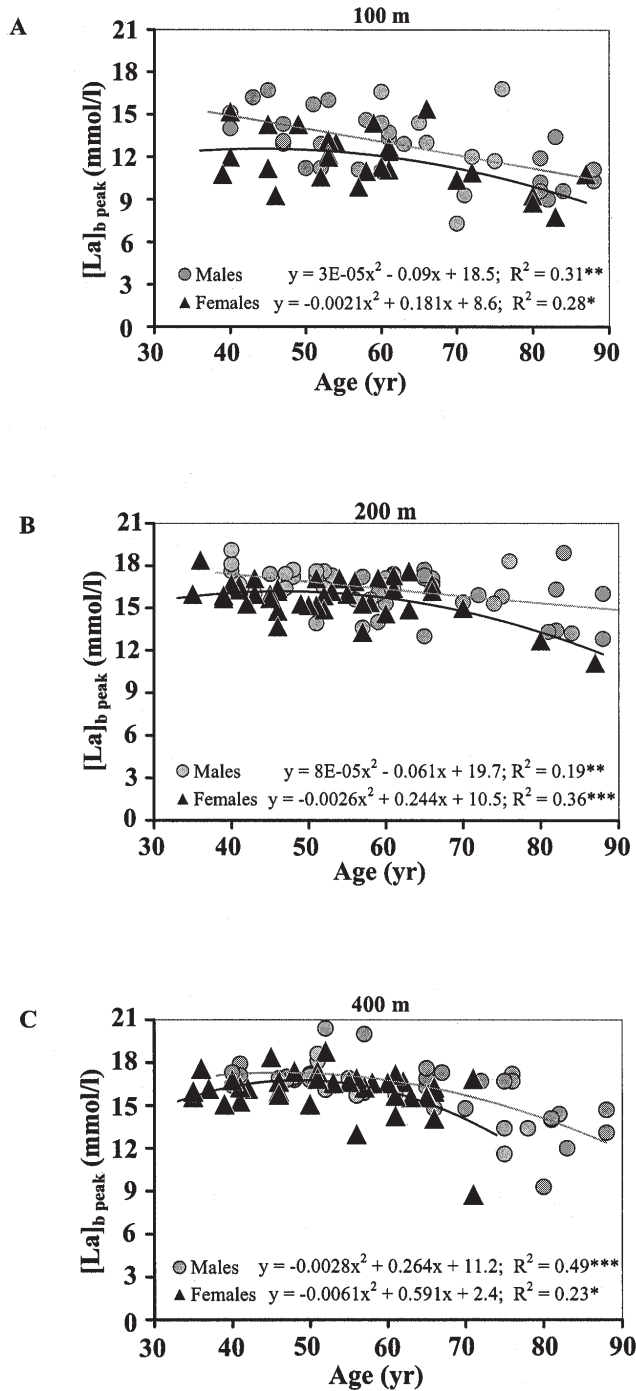 A
100 m
21
18
15
12
9
6
3
0
[La]b peak (mmol/l)
Males y = 3E-05x² - 0.09x + 18.5; R² = 0.31**
Females y = -0.0021x² + 0.181x + 8.6; R² = 0.28*
30 40 50 60 70 80 90
Age (yr)
B
200 m
21
18
15
12
9
6
3
0
[La]b peak (mmol/l)
Males y = 8E-05x² - 0.061x + 19.7; R² = 0.19**
Females y = -0.0026x² + 0.244x + 10.5; R² = 0.36***
30 40 50 60 70 80 90
Age (yr)
C
400 m
21
18
15
12
9
6
3
0
[La]b peak (mmol/l)
Males y = -0.0028x² + 0.264x + 11.2; R² = 0.49***
Females y = -0.0061x² + 0.591x + 2.4; R² = 0.23*
30 40 50 60 70 80 90
Age (yr)